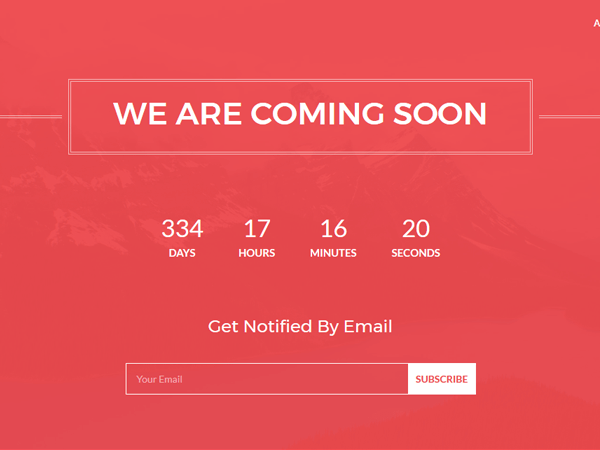 WE ARE COMING SOON
334 17 16 20
DAYS HOURS MINUTES SECONDS
Get Notified By Email
Your Email SUBSCRIBE